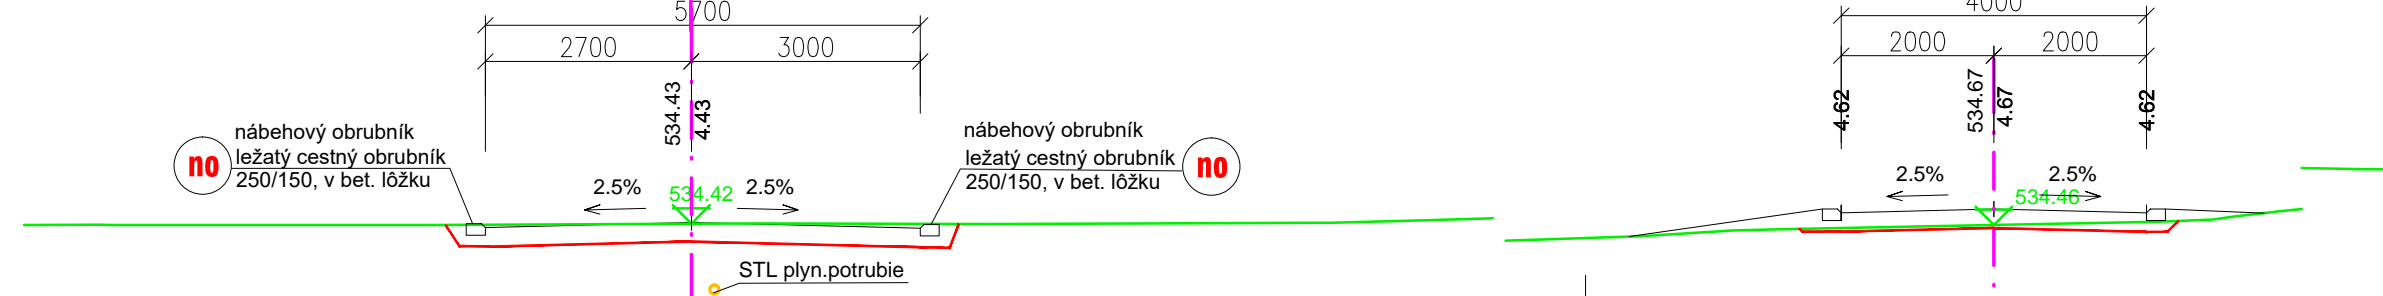 5700
2700
3000
534.43
4.43
no
nábehový obrubník
ležatý cestný obrubník
250/150, v bet. lôžku
nábehový obrubník
ležatý cestný obrubník
250/150, v bet. lôžku
no
2.5%
534.42
2.5%
STL plyn.potrubie
4000
2000
2000
4.62
534.67
4.67
4.62
2.5%
2.5%
534.46